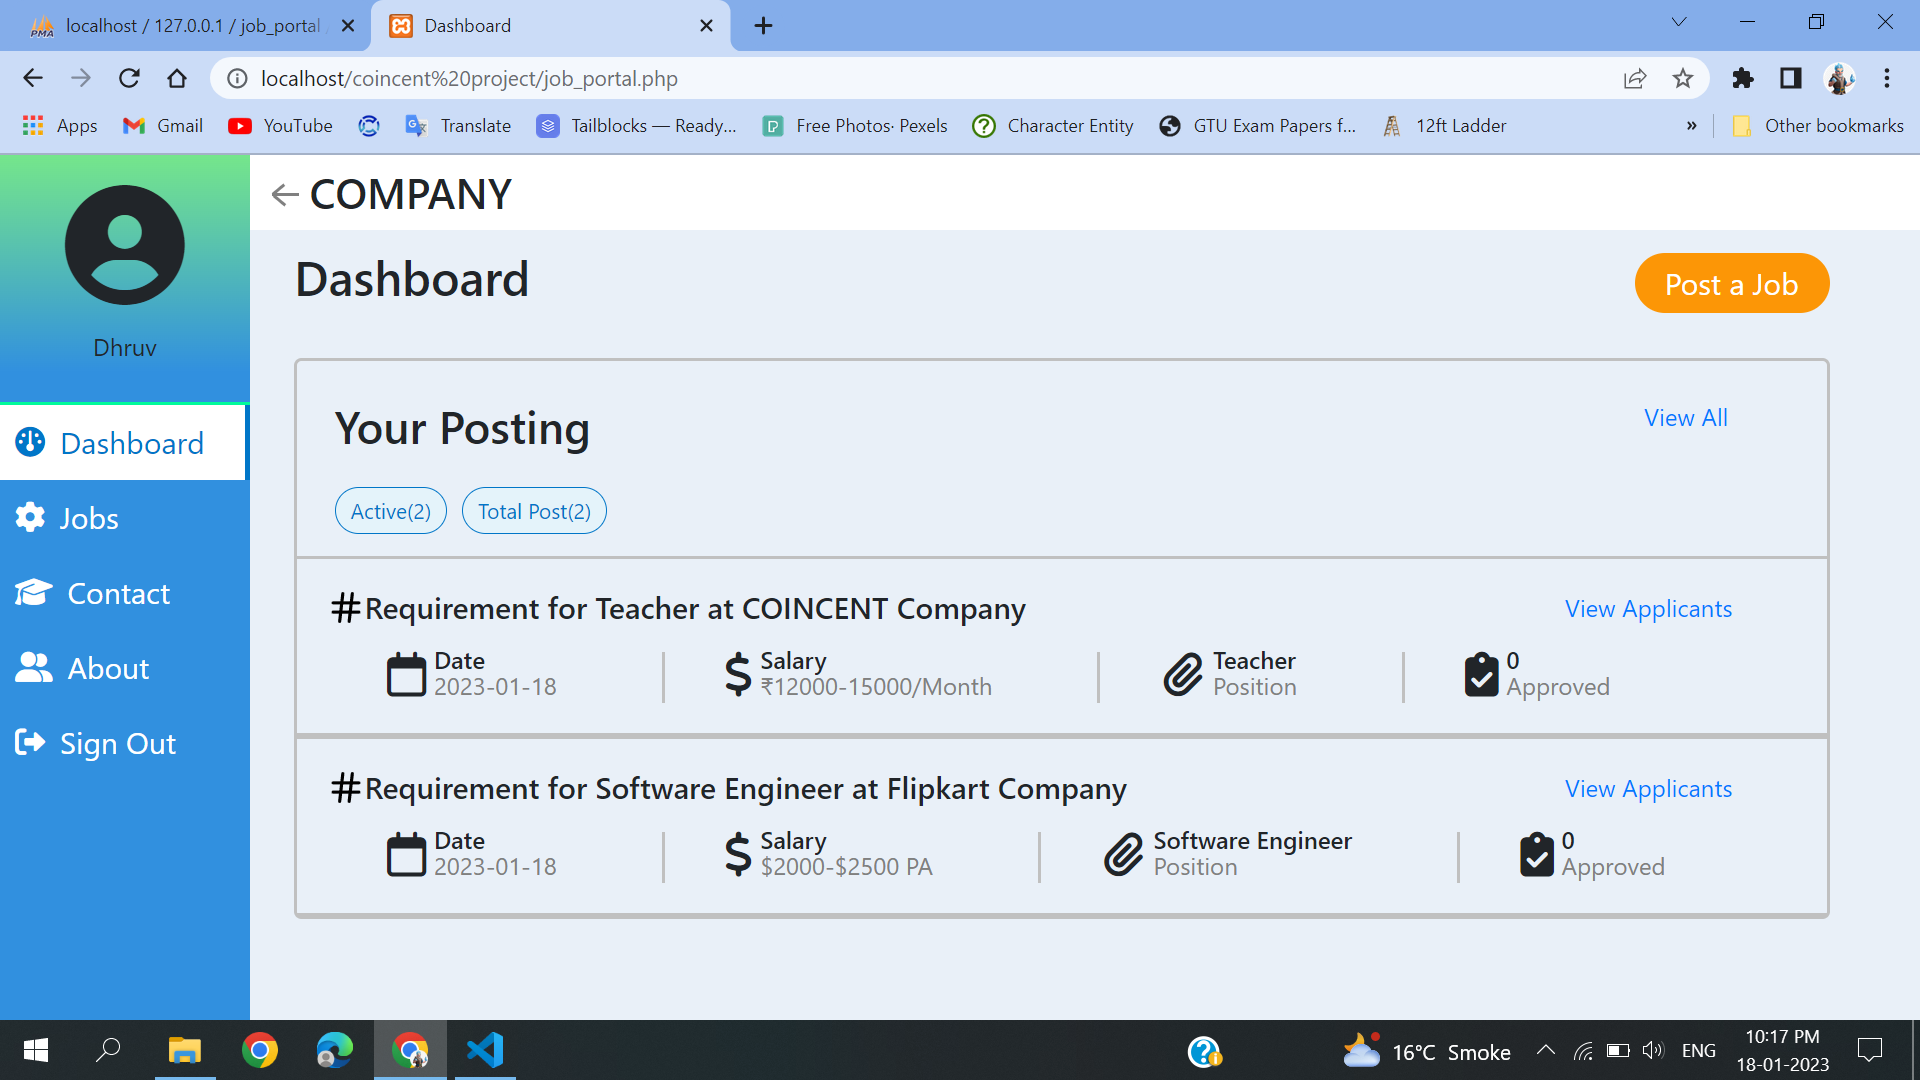 localhost / 127.0.0.1 / job_portal
Dashboard
localhost/coincent%20project/job_portal.php
Apps
Gmail
YouTube
Translate
Tailblocks — Ready...
Free Photos· Pexels
Character Entity
GTU Exam Papers f...
12ft Ladder
»
Other bookmarks
Dhruv
Dashboard
Jobs
Contact
About
Sign Out
COMPANY
Dashboard
Post a Job
Your Posting
View All
Active(2)
Total Post(2)
#Requirement for Teacher at COINCENT Company
View Applicants
Date
2023-01-18
Salary
₹12000-15000/Month
Teacher
Position
0
Approved
#Requirement for Software Engineer at Flipkart Company
View Applicants
Date
2023-01-18
Salary
$2000-$2500 PA
Software Engineer
Position
0
Approved
16°C Smoke
ENG
10:17 PM
18-01-2023